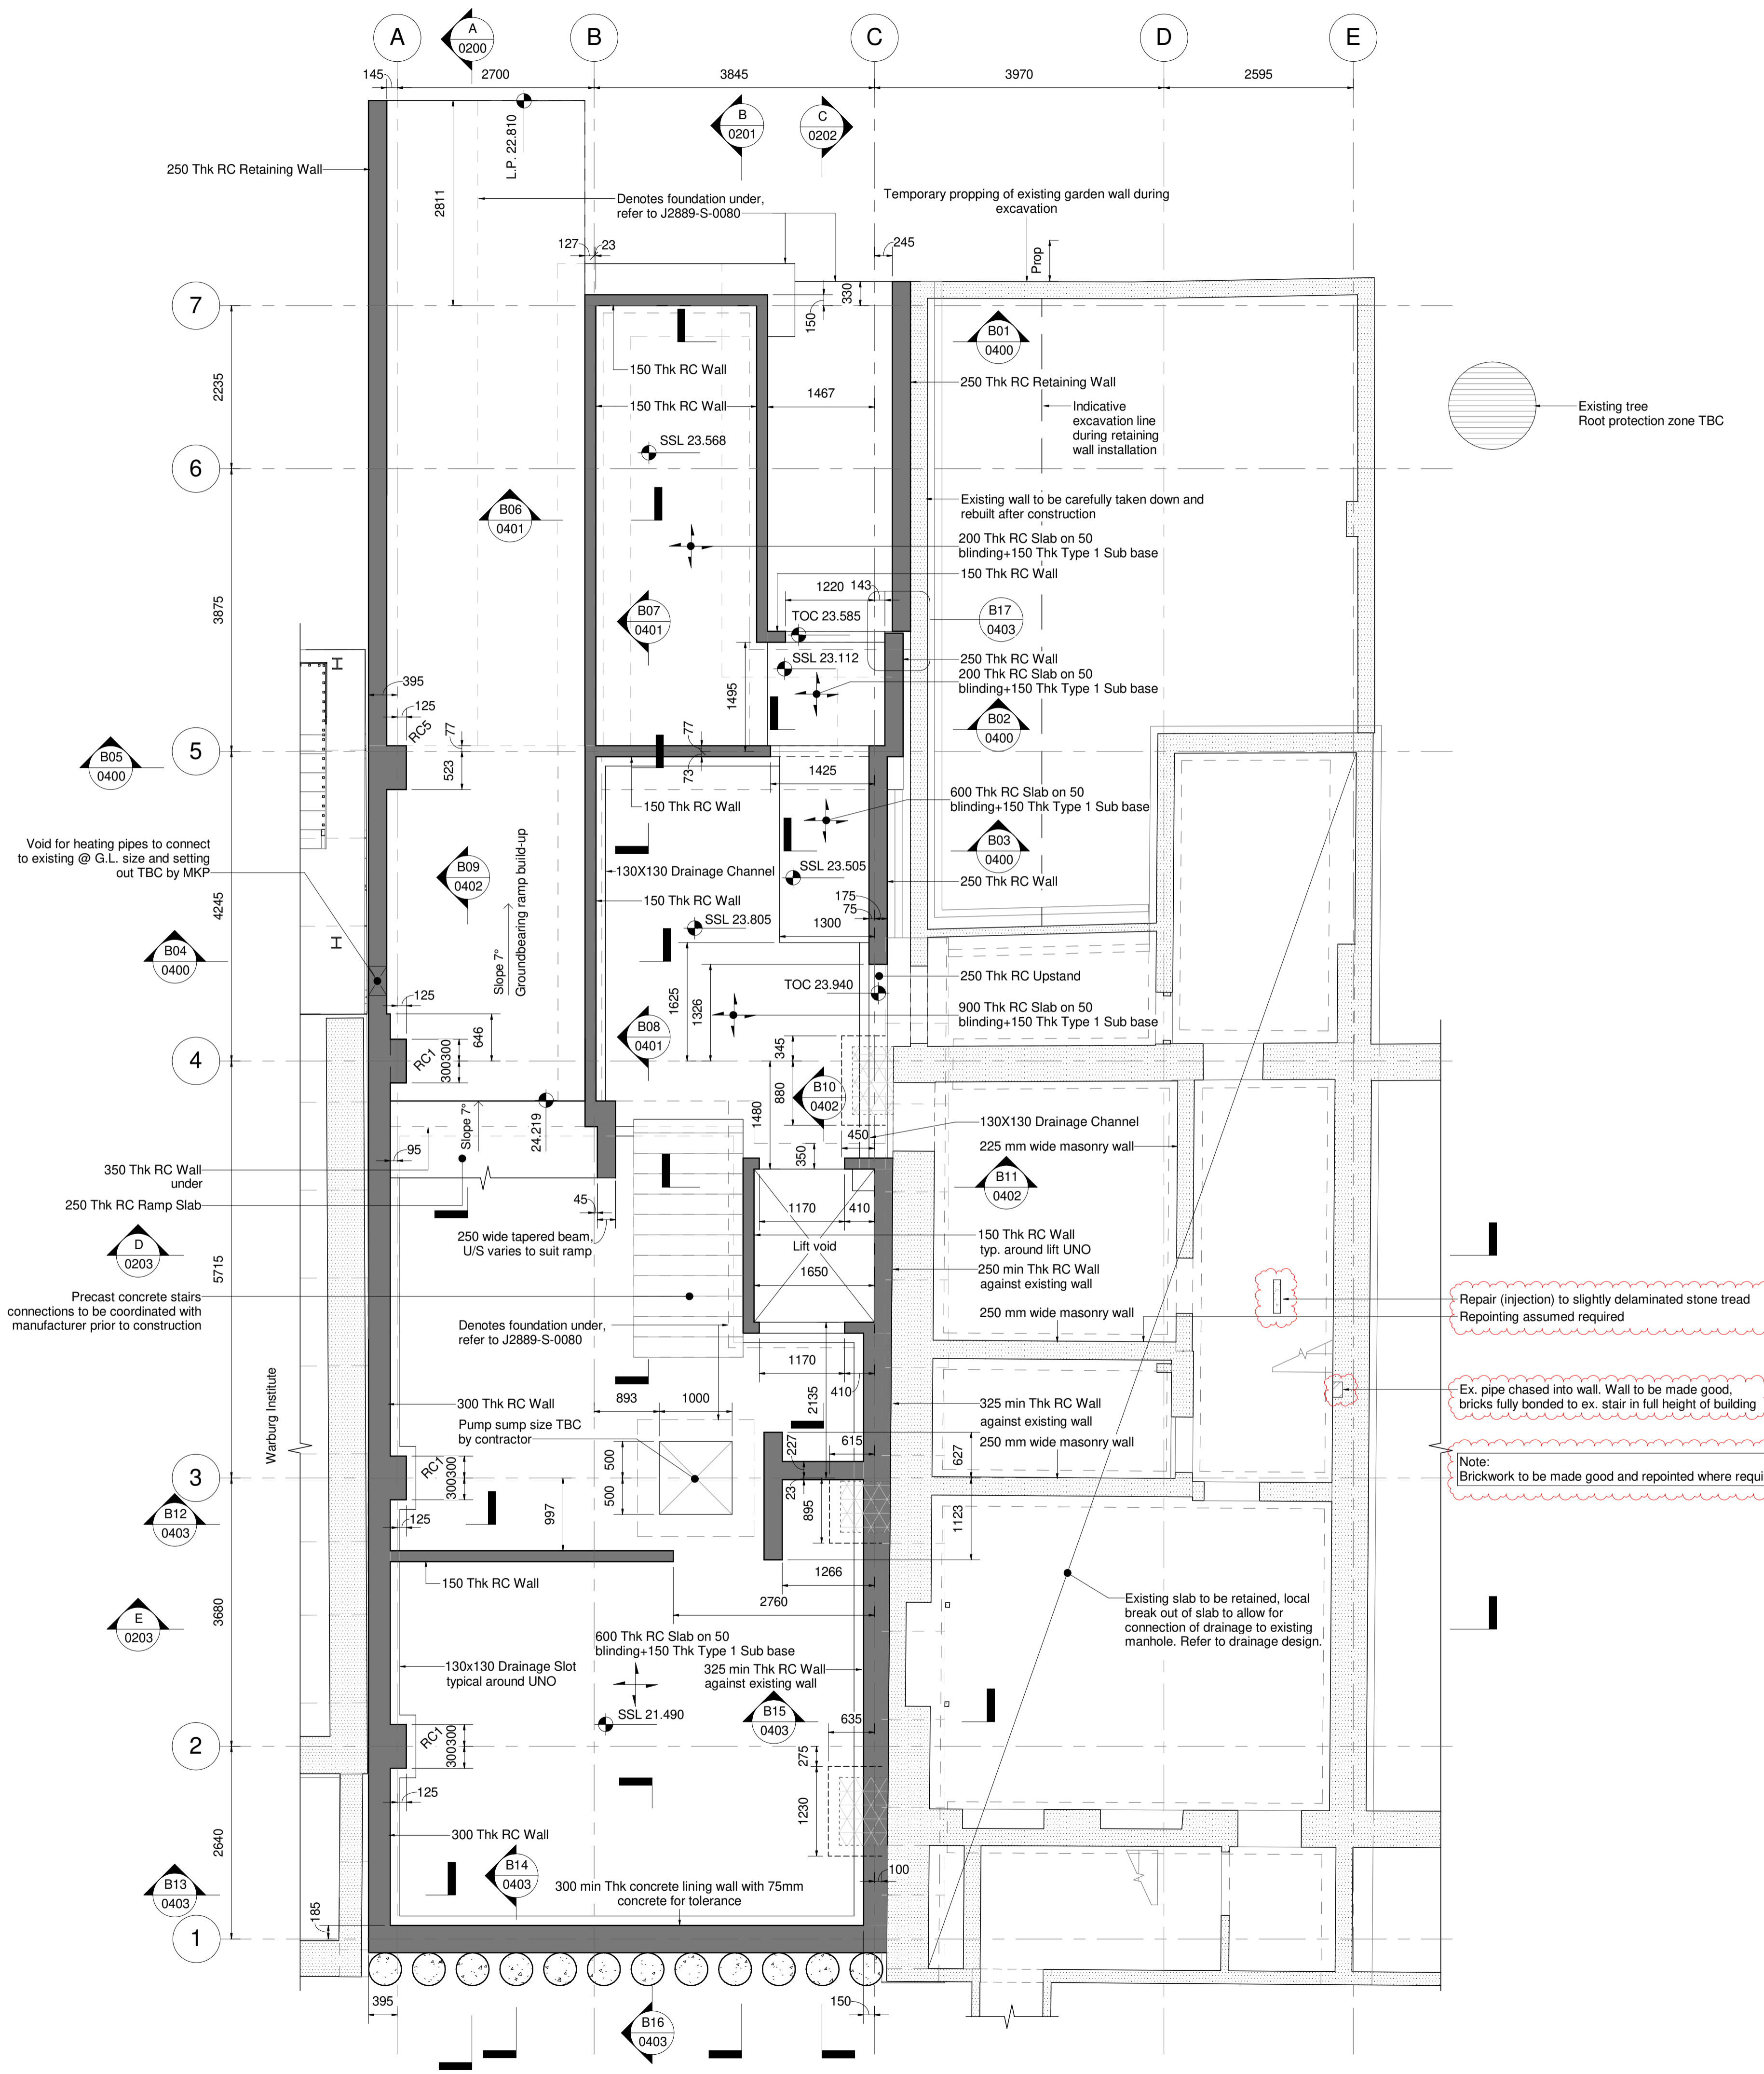 A
0200
A
B
C
D
E
145
2700
3845
3970
2595
B
0201
C
0202
L.P. 22.810
250 Thk RC Retaining Wall
2811
Denotes foundation under,
refer to J2889-S-0080
Temporary propping of existing garden wall during
excavation
127
23
245
Prop
330
150
7
B01
0400
150 Thk RC Wall
250 Thk RC Retaining Wall
2235
1467
150 Thk RC Wall
Indicative
excavation line
during retaining
wall installation
Existing tree
Root protection zone TBC
SSL 23.568
6
B06
0401
Existing wall to be carefully taken down and
rebuilt after construction
200 Thk RC Slab on 50
blinding+150 Thk Type 1 Sub base
150 Thk RC Wall
3875
1220
143
B07
0401
TOC 23.585
B17
0403
SSL 23.112
250 Thk RC Wall
200 Thk RC Slab on 50
blinding+150 Thk Type 1 Sub base
395
125
RC5
77
1495
77
B02
0400
5
B05
0400
523
73
1425
600 Thk RC Slab on 50
blinding+150 Thk Type 1 Sub base
150 Thk RC Wall
Void for heating pipes to connect
to existing @ G.L. size and setting
out TBC by MKP
B09
0402
Groundbearing ramp build-up
Slope 7°
130X130 Drainage Channel
SSL 23.505
B03
0400
250 Thk RC Wall
4245
150 Thk RC Wall
175
75
SSL 23.805
1300
B04
0400
250 Thk RC Upstand
TOC 23.940
125
1625
1326
900 Thk RC Slab on 50
blinding+150 Thk Type 1 Sub base
646
B08
0401
345
4
RC1
300300
880
B10
0402
1480
24.219
Slope 7°
130X130 Drainage Channel
450
225 mm wide masonry wall
95
350
350 Thk RC Wall
under
B11
0402
250 Thk RC Ramp Slab
45
1170
410
D
0203
250 wide tapered beam,
U/S varies to suit ramp
Lift void
150 Thk RC Wall
typ. around lift UNO
5715
1650
250 min Thk RC Wall
against existing wall
Precast concrete stairs
connections to be coordinated with
manufacturer prior to construction
Repair (injection) to slightly delaminated stone tread
Repointing assumed required
Denotes foundation under,
refer to J2889-S-0080
250 mm wide masonry wall
Warburg Institute
1170
410
2135
Ex. pipe chased into wall. Wall to be made good,
bricks fully bonded to ex. stair in full height of building
300 Thk RC Wall
893
1000
325 min Thk RC Wall
against existing wall
Pump sump size TBC
by contractor
250 mm wide masonry wall
227
615
627
500
3
RC1
300300
Note:
Brickwork to be made good and repointed where requi
500
23
895
B12
0403
125
997
1123
150 Thk RC Wall
1266
2760
Existing slab to be retained, local
break out of slab to allow for
connection of drainage to existing
manhole. Refer to drainage design.
3680
E
0203
600 Thk RC Slab on 50
blinding+150 Thk Type 1 Sub base
130x130 Drainage Slot
typical around UNO
325 min Thk RC Wall
against existing wall
SSL 21.490
B15
0403
635
2
RC1
300300
275
125
1230
2640
300 Thk RC Wall
B14
0403
100
B13
0403
300 min Thk concrete lining wall with 75mm
concrete for tolerance
185
1
395
150
B16
0403